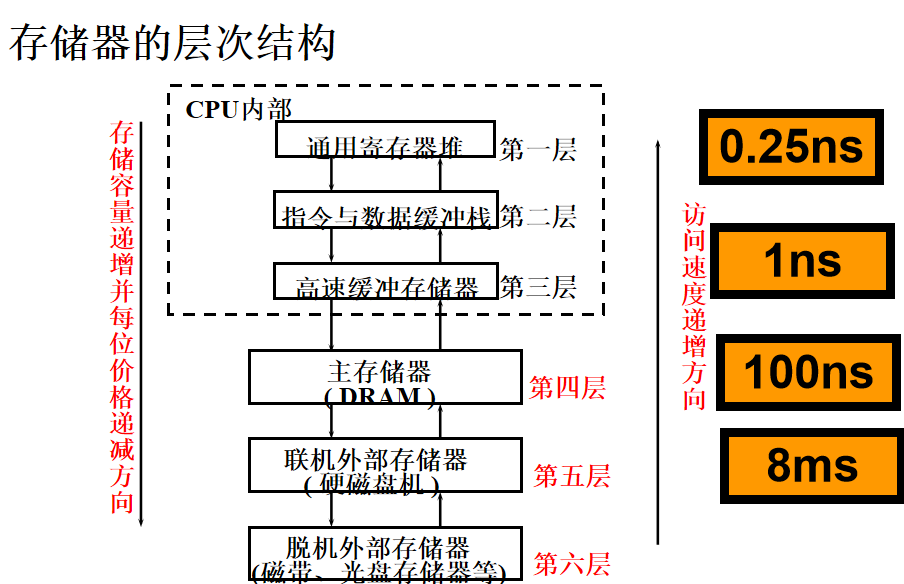 存储器的层次结构
CPU内部
通用寄存器堆
第一层
指令与数据缓冲栈
第二层
高速缓冲存储器
第三层
主存储器
( DRAM )
第四层
联机外部存储器
( 硬磁盘机 )
第五层
脱机外部存储器
(磁带、光盘存储器等)
第六层
存储容量递增并每位价格递减方向
访问速度递增方向
0.25ns
1ns
100ns
8ms